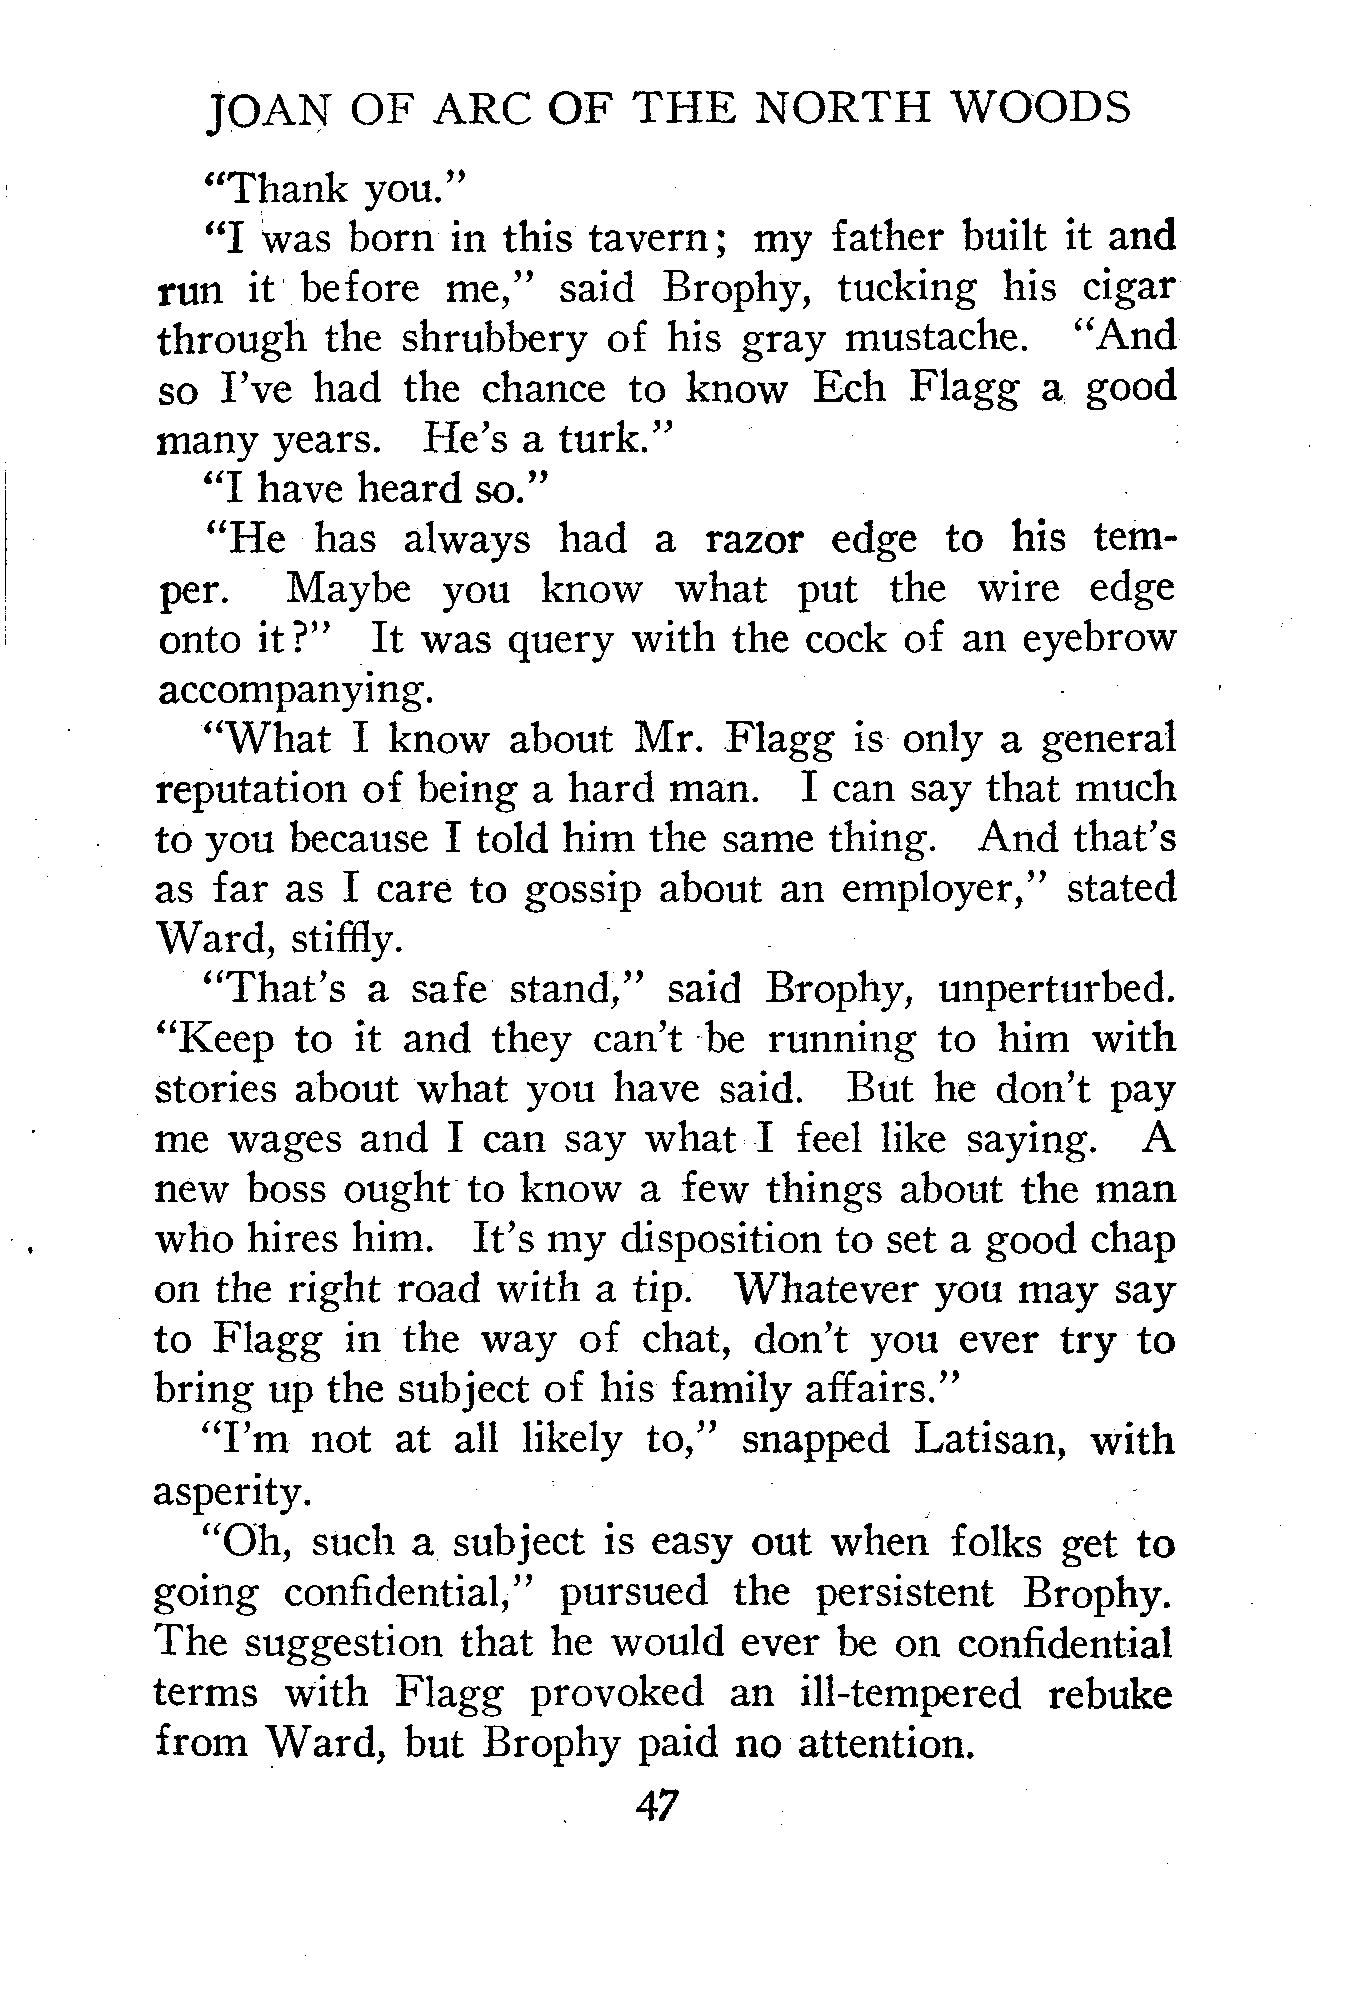 JOAN OF ARC OF THE NORTH WOODS
“Thank you.”
“I was born in this tavern; my father built it and
run it before me,” said Brophy, tucking his cigar
through the shrubbery of his gray mustache. “And
so I’ve had the chance to know Ech Flagg a good
many years. He’s a turk.”
“I have heard so.”
“He has always had a razor edge to his tem-
per. Maybe you know what put the wire edge
onto it?” It was query with the cock of an eyebrow
accompanying.
“What I know about Mr. Flagg is only a general
reputation of being a hard man. I can say that much
to you because I told him the same thing. And that’s
as far as I care to gossip about an employer,” stated
Ward, stiffly.
“That’s a safe stand,” said Brophy, unperturbed.
“Keep to it and they can’t be running to him with
stories about what you have said. But he don’t pay
me wages and I can say what I feel like saying. A
new boss ought to know a few things about the man
who hires him. It’s my disposition to set a good chap
on the right road with a tip. Whatever you may say
to Flagg in the way of chat, don’t you ever try to
bring up the subject of his family affairs.”
“I’m not at all likely to,” snapped Latisan, with
asperity.
“Oh, such a subject is easy out when folks get to
going confidential,” pursued the persistent Brophy.
The suggestion that he would ever be on confidential
terms with Flagg provoked an ill-tempered rebuke
from Ward, but Brophy paid no attention.
47